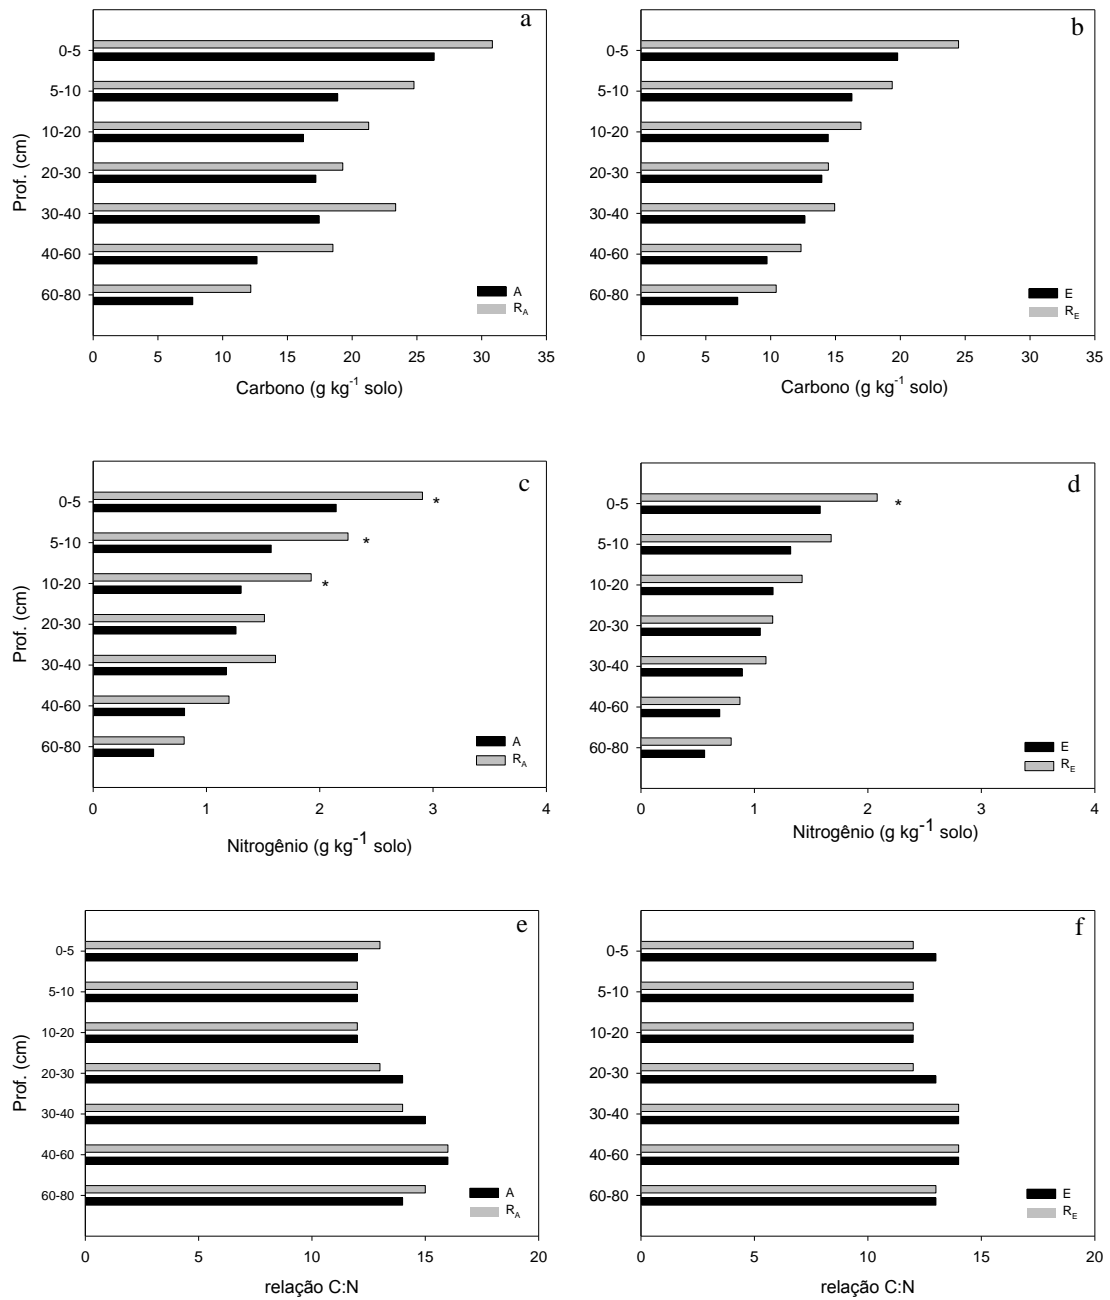 a
Prof. (cm)
0-5
5-10
10-20
20-30
30-40
40-60
60-80
A
R_A
0 5 10 15 20 25 30 35
Carbono (g kg⁻¹ solo)
b
0-5
5-10
10-20
20-30
30-40
40-60
60-80
E
R_E
0 5 10 15 20 25 30 35
Carbono (g kg⁻¹ solo)
c
Prof. (cm)
0-5 *
5-10 *
10-20 *
20-30
30-40
40-60
60-80
A
R_A
0 1 2 3 4
Nitrogênio (g kg⁻¹ solo)
d
0-5 *
5-10
10-20
20-30
30-40
40-60
60-80
E
R_E
0 1 2 3 4
Nitrogênio (g kg⁻¹ solo)
e
Prof. (cm)
0-5
5-10
10-20
20-30
30-40
40-60
60-80
A
R_A
0 5 10 15 20
relação C:N
f
0-5
5-10
10-20
20-30
30-40
40-60
60-80
E
R_E
0 5 10 15 20
relação C:N